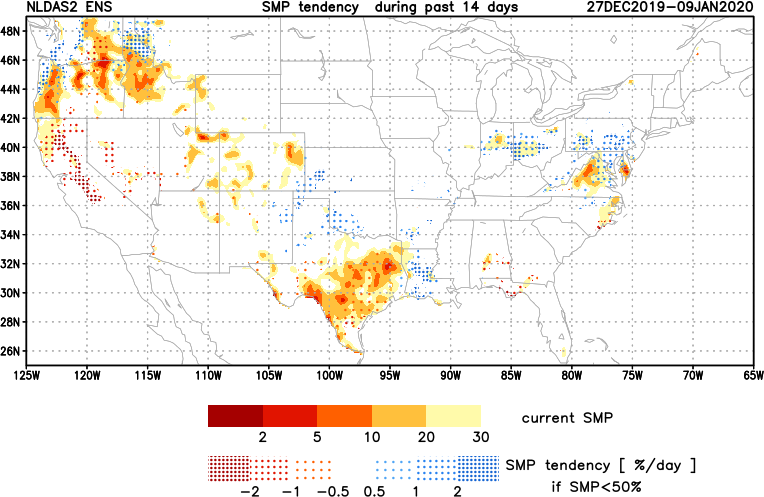 NLDAS2 ENS SMP tendency during past 14 days 27DEC2019−09JAN2020
48N
46N
44N
42N
40N
38N
36N
34N
32N
30N
28N
26N
125W 120W 115W 110W 105W 100W 95W 90W 85W 80W 75W 70W 65W
current SMP
2 5 10 20 30
SMP tendency [ %/day ]
−2 −1 −0.5 0.5 1 2
if SMP<50%